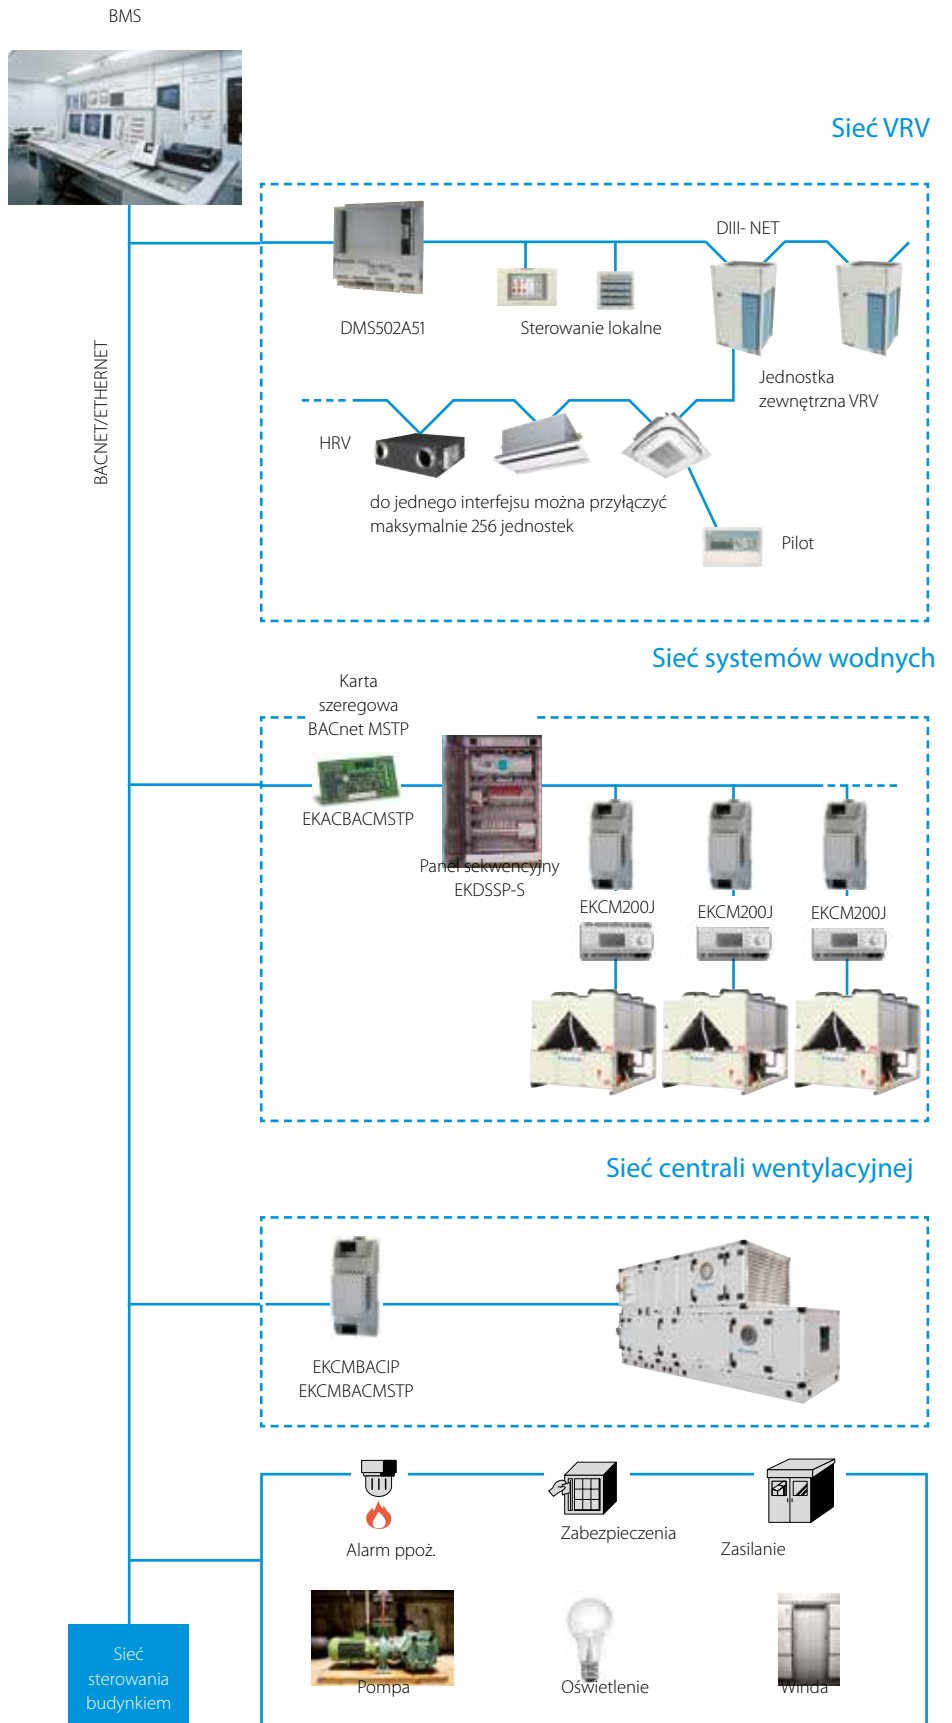 BMS
Sieć VRV
DIII- NET
DMS502A51
Sterowanie lokalne
Jednostka
zewnętrzna VRV
BACNET/ETHERNET
HRV
do jednego interfejsu można przyłączyć
maksymalnie 256 jednostek
Pilot
Sieć systemów wodnych
Karta
szeregowa
BACnet MSTP
EKACBACMSTP
Panel sekwencyjny
EKDSSP-S
EKCM200J
EKCM200J
EKCM200J
Sieć centrali wentylacyjnej
EKCMBACIP
EKCMBACMSTP
Alarm ppoż.
Zabezpieczenia
Zasilanie
Pompa
Oświetlenie
Winda
Sieć
sterowania
budynkiem